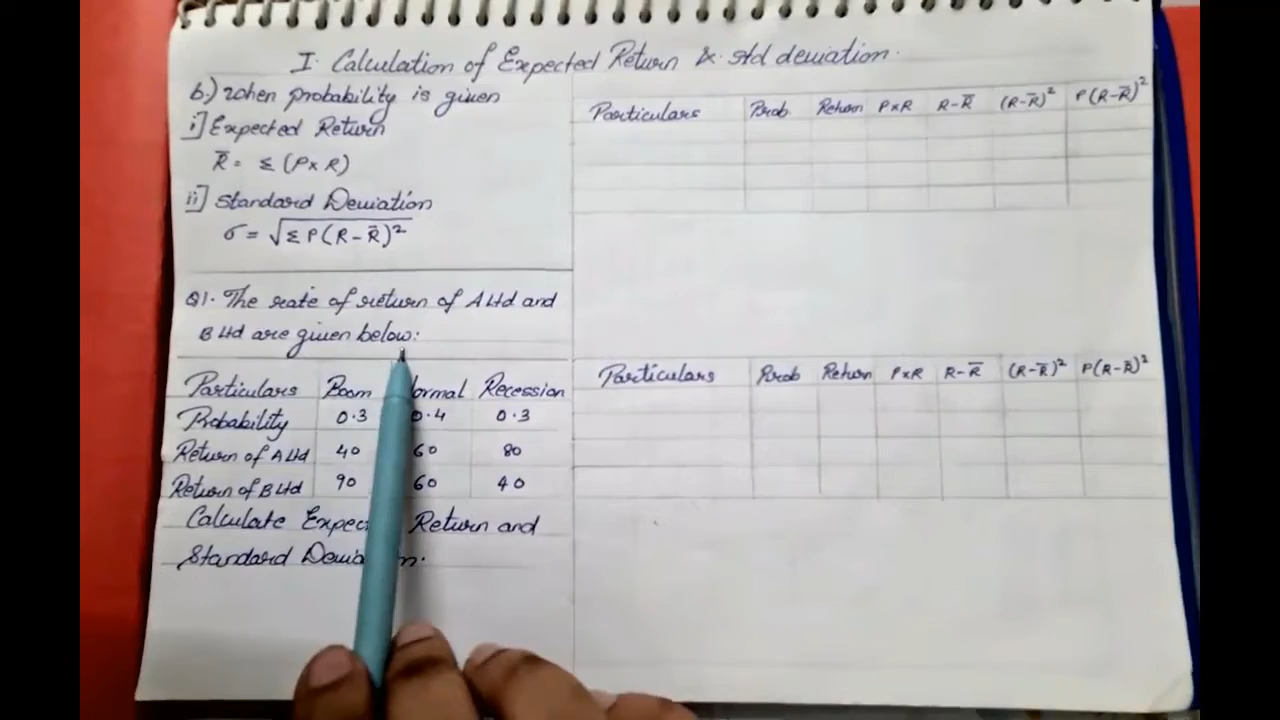 I. Calculation of Expected Return & Std deviation.
b.) When probability is given
i] Expected Return
R̄ = Σ (P×R)
ii] Standard Deviation
σ = √ΣP(R-R̄)²
Q1. The rate of return of A Ltd and
B Ltd are given below:
Particulars Boom Normal Recession
Probability 0.3 0.4 0.3
Return of A Ltd 40 60 80
Return of B Ltd 90 60 40
Calculate Return and
Standard
Particulars Prob. Return P×R R-R̄ (R-R̄)² P(R-R̄)²
Particulars Prob Return P×R R-R̄ (R-R̄)² P(R-R̄)²